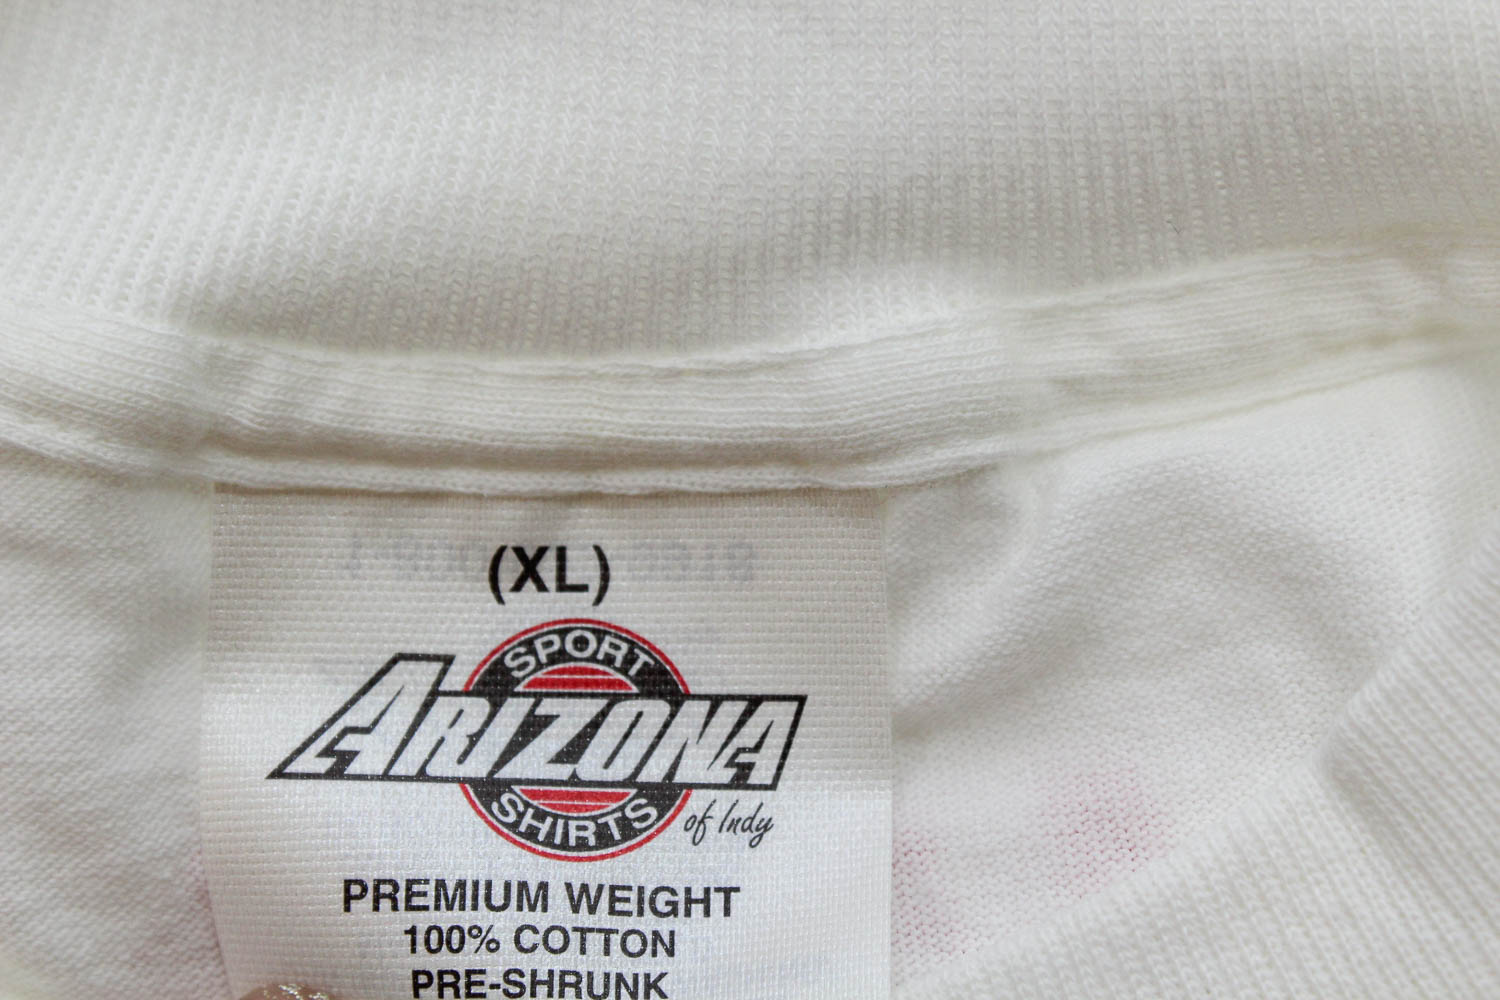 (XL)
SPORT
ARIZONA
SHIRTS
of Indy
PREMIUM WEIGHT
100% COTTON
PRE-SHRUNK